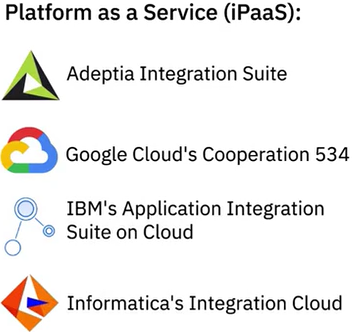 Platform as a Service (iPaaS):
Adeptia Integration Suite
Google Cloud's Cooperation 534
IBM's Application Integration
Suite on Cloud
Informatica's Integration Cloud